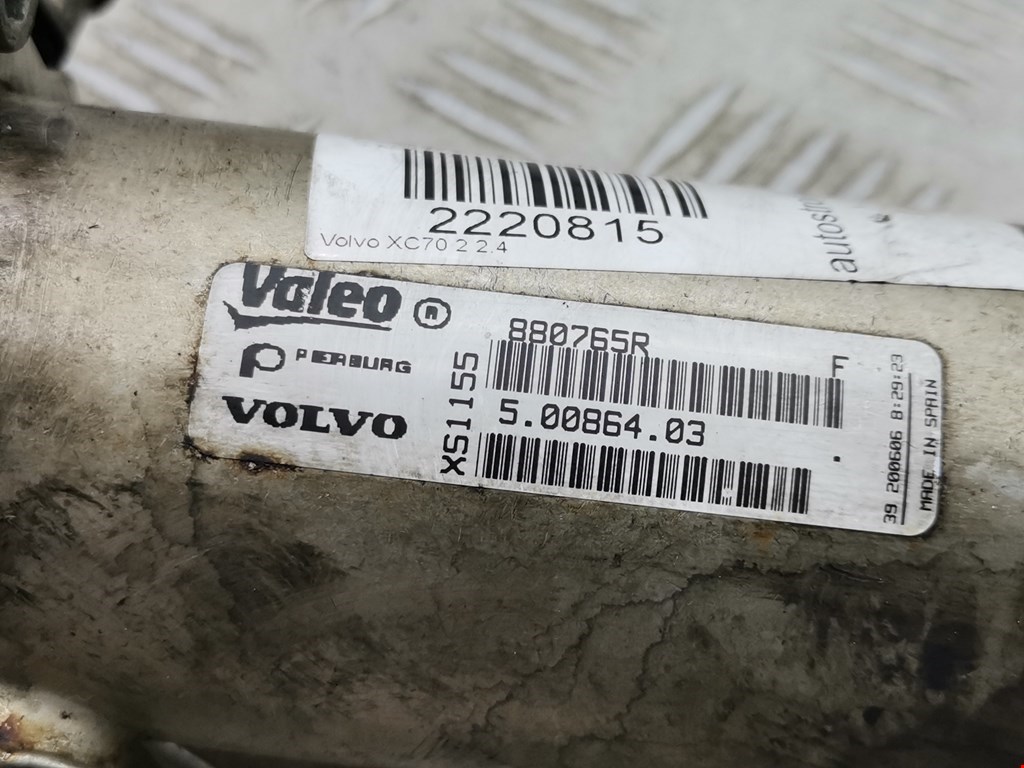 2220815
Volvo XC70 2 2.4
Valeo ®
PIERBURG
VOLVO
XS1155
880765R
F
5.00864.03
39 200606 8:29:23
MADE IN SPAIN